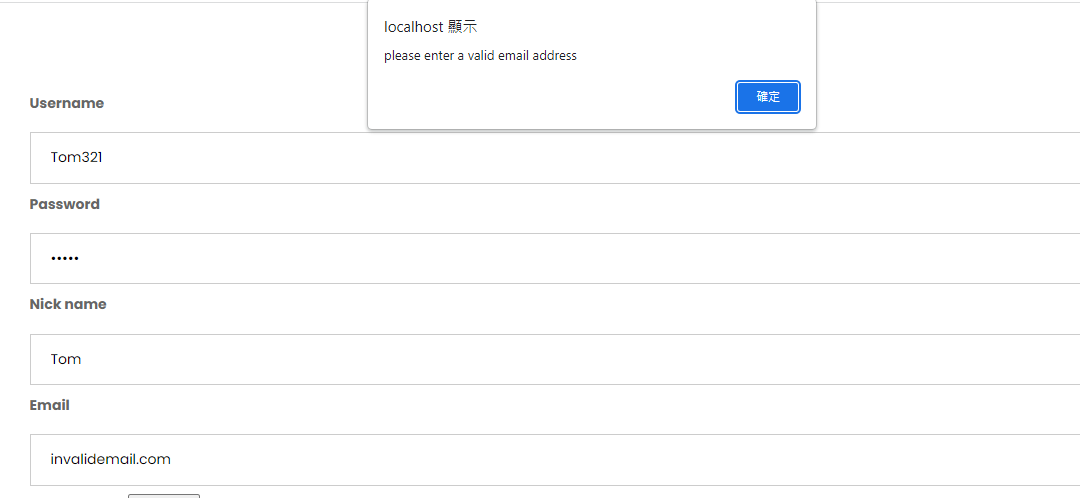 localhost 顯示
please enter a valid email address
確定
Username
Tom321
Password
•••••
Nick name
Tom
Email
invalidemail.com